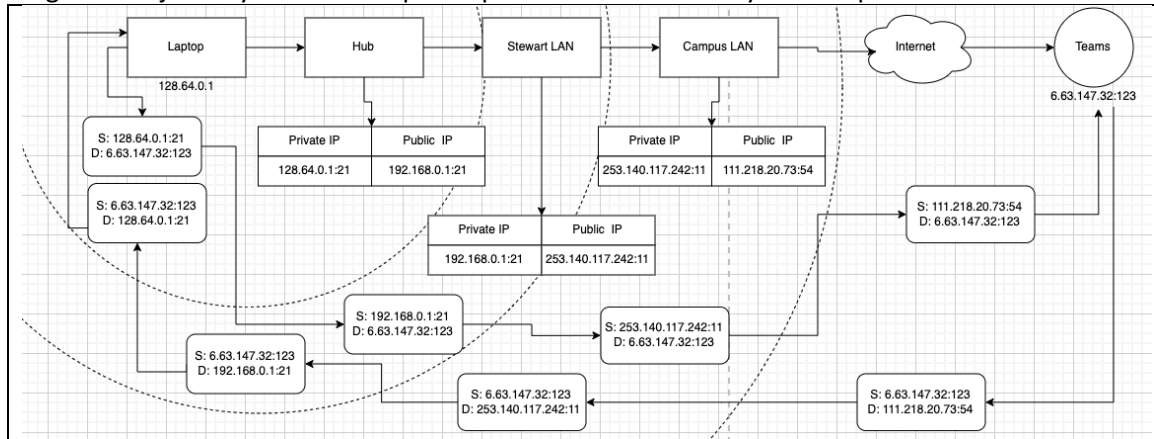 Laptop
Hub
Stewart LAN
Campus LAN
Internet
Teams
128.64.0.1
6.63.147.32:123
S: 128.64.0.1:21
D: 6.63.147.32:123
Private IP Public IP
128.64.0.1:21 192.168.0.1:21
Private IP Public IP
253.140.117.242:11 111.218.20.73:54
S: 6.63.147.32:123
D: 128.64.0.1:21
S: 111.218.20.73:54
D: 6.63.147.32:123
Private IP Public IP
192.168.0.1:21 253.140.117.242:11
S: 192.168.0.1:21
D: 6.63.147.32:123
S: 253.140.117.242:11
D: 6.63.147.32:123
S: 6.63.147.32:123
D: 192.168.0.1:21
S: 6.63.147.32:123
D: 253.140.117.242:11
S: 6.63.147.32:123
D: 111.218.20.73:54